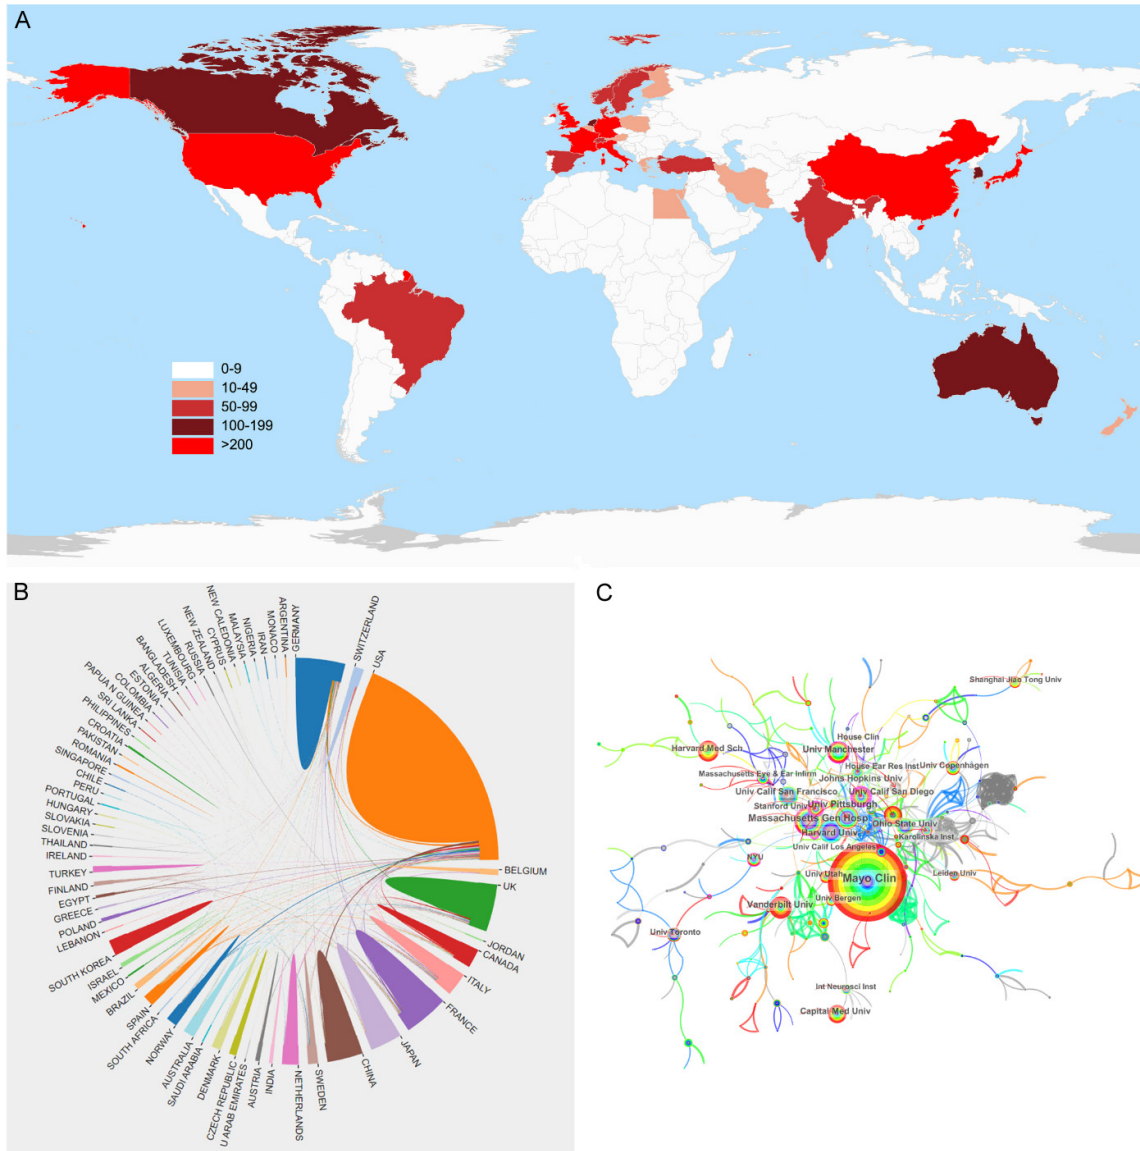 A
0-9
10-49
50-99
100-199
>200
B
GERMANY
SWITZERLAND
USA
BELGIUM
UK
JORDAN
CANADA
ITALY
FRANCE
JAPAN
CHINA
SWEDEN
NETHERLANDS
INDIA
AUSTRIA
U ARAB EMIRATES
CZECH REPUBLIC
DENMARK
SAUDI ARABIA
AUSTRALIA
NORWAY
SOUTH AFRICA
SPAIN
BRAZIL
MEXICO
ISRAEL
SOUTH KOREA
LEBANON
POLAND
GREECE
EGYPT
FINLAND
TURKEY
IRELAND
THAILAND
SLOVENIA
SLOVAKIA
HUNGARY
PORTUGAL
PERU
CHILE
SINGAPORE
ROMANIA
PAKISTAN
CROATIA
PHILIPPINES
SRI LANKA
PAPUA N GUINEA
COLOMBIA
ESTONIA
ALGERIA
BANGLADESH
TUNISIA
LUXEMBOURG
RUSSIA
NEW ZEALAND
CYPRUS
NEW CALEDONIA
MALAYSIA
NIGERIA
IRAN
MONACO
ARGENTINA
C
Shanghai Jiao Tong Univ
House Clin
Harvard Med Sch
Univ Manchester
House Ear Res Inst
Univ Copenhagen
Massachusetts Eye & Ear Infirm
Johns Hopkins Univ
Univ Calif San Francisco
Univ Calif San Diego
Stanford Univ
Univ Pittsburgh
Massachusetts Gen Hosp
Ohio State Univ
Harvard Univ
Karolinska Inst
Univ Calif Los Angeles
NYU
Univ Utah
Mayo Clin
Leiden Univ
Univ Bergen
Vanderbilt Univ
Univ Toronto
Int Neurosci Inst
Capital Med Univ